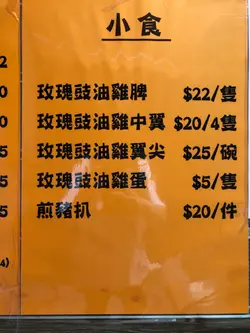 小食
玫瑰豉油雞脾 $22/隻
玫瑰豉油雞中翼 $20/4隻
玫瑰豉油雞翼尖 $25/碗
玫瑰豉油雞蛋 $5/隻
煎豬扒 $20/件